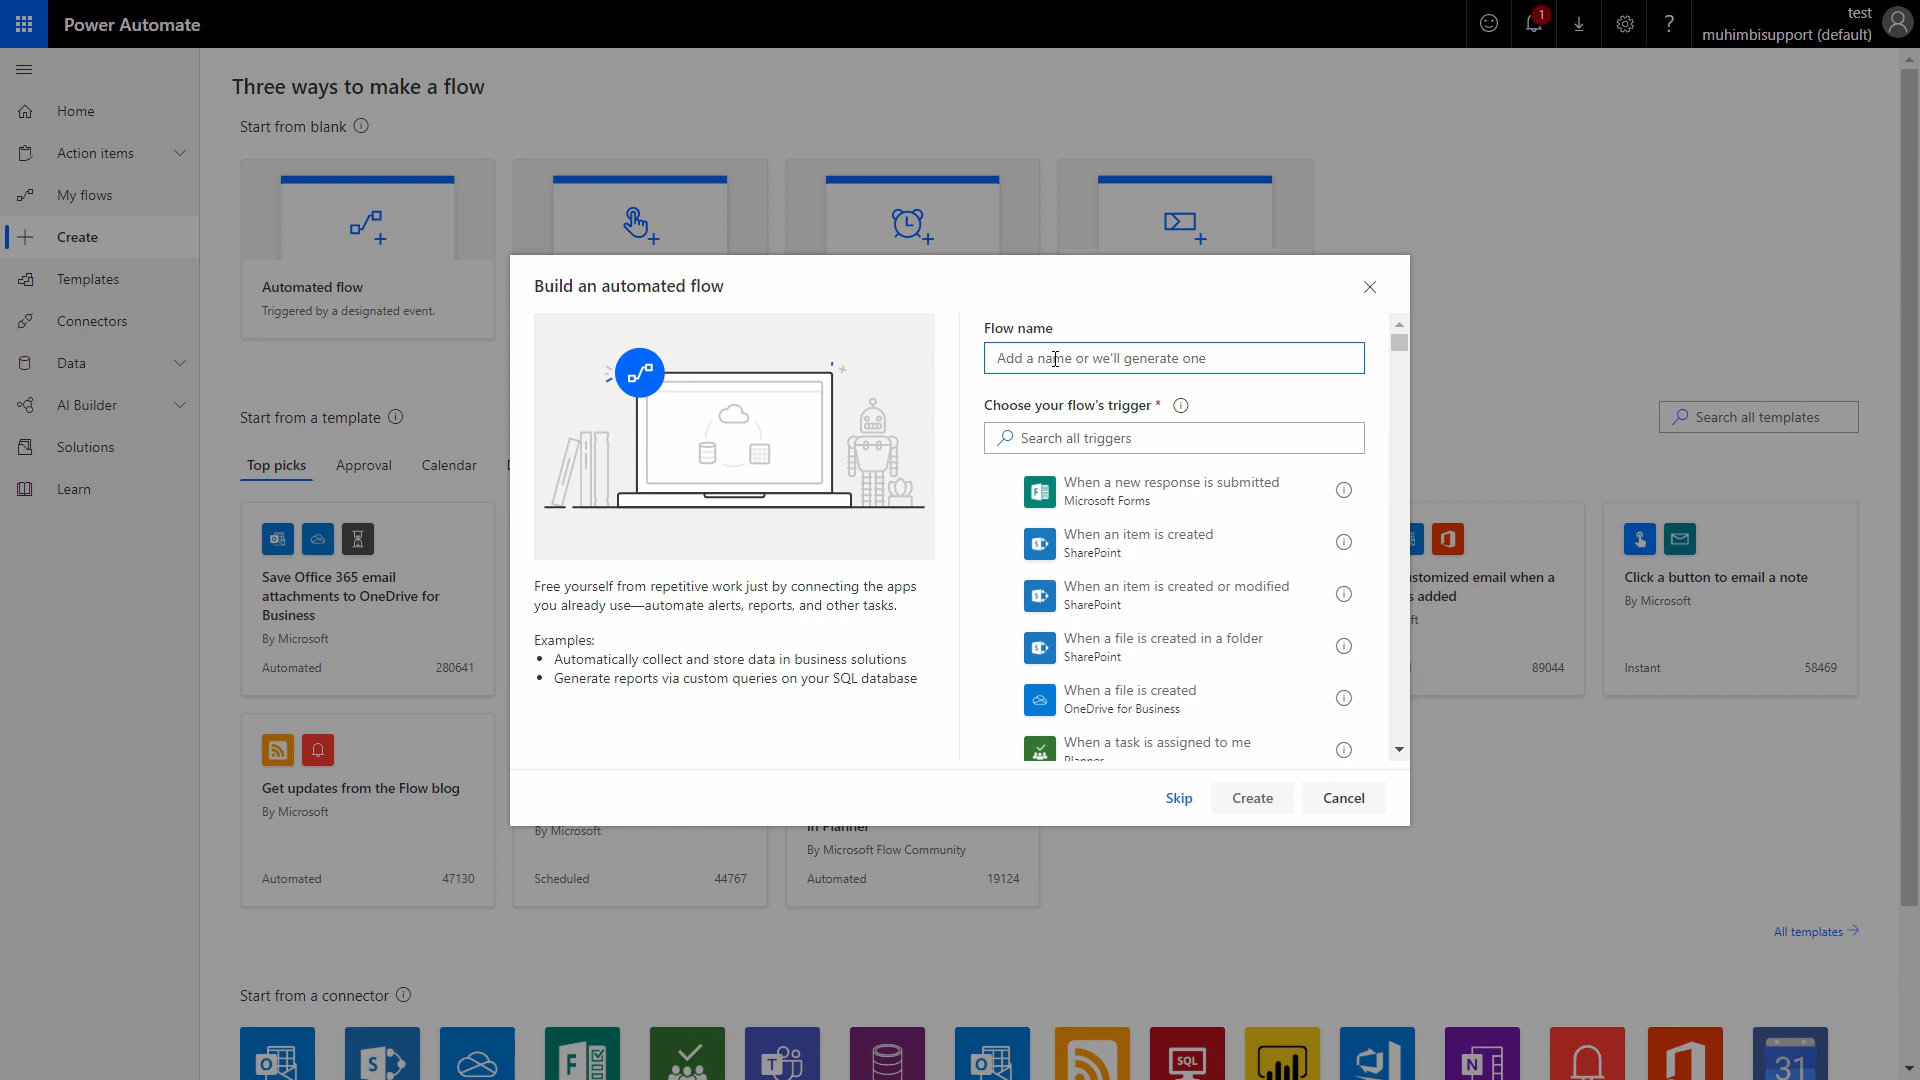 Power Automate
1
?
test
muhimbisupport (default)
Home
Action items
My flows
Create
Templates
Connectors
Data
AI Builder
Solutions
Learn
Three ways to make a flow
Start from blank
Automated flow
Triggered by a designated event.
Start from a template
Search all templates
Top picks
Approval
Calendar
Save Office 365 email
attachments to OneDrive for
Business
By Microsoft
Automated
280641
stomized email when a
s added
ft
89044
Click a button to email a note
By Microsoft
Instant
58469
Get updates from the Flow blog
By Microsoft
Automated
47130
By Microsoft
Scheduled
44767
in Planner
By Microsoft Flow Community
Automated
19124
All templates
Start from a connector
SQL
31
Build an automated flow
Free yourself from repetitive work just by connecting the apps
you already use—automate alerts, reports, and other tasks.
Examples:
• Automatically collect and store data in business solutions
• Generate reports via custom queries on your SQL database
Flow name
Add a name or we'll generate one
Choose your flow's trigger *
Search all triggers
When a new response is submitted
Microsoft Forms
When an item is created
SharePoint
When an item is created or modified
SharePoint
When a file is created in a folder
SharePoint
When a file is created
OneDrive for Business
When a task is assigned to me
Planner
Skip
Create
Cancel